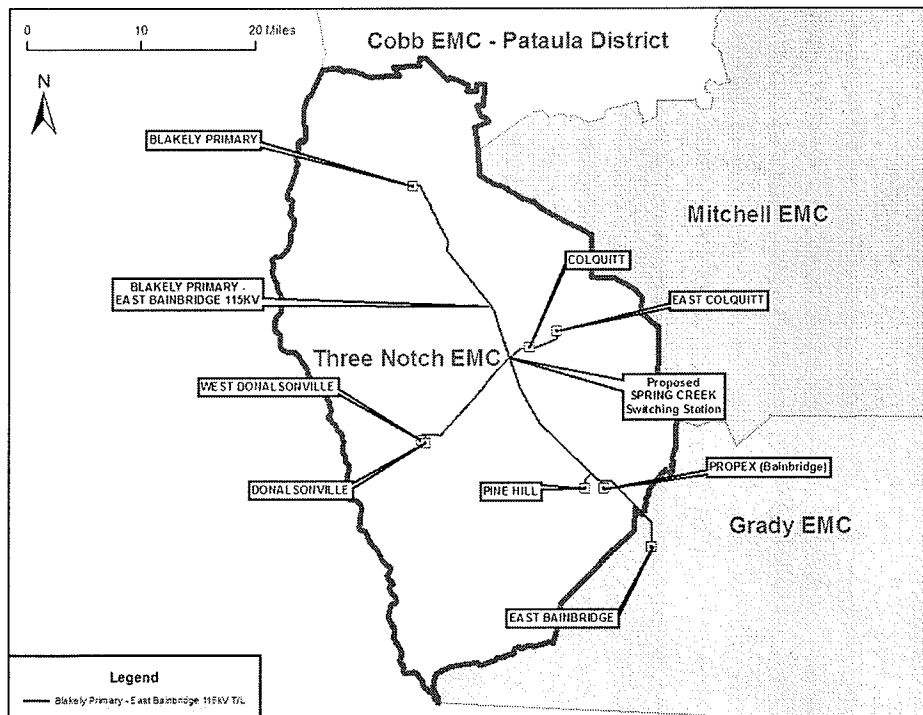 0 10 20 Miles
N
Cobb EMC - Pataula District
BLAKELY PRIMARY
Mitchell EMC
COLQUITT
BLAKELY PRIMARY -
EAST BAINBRIDGE 115KV
EAST COLQUITT
Three Notch EMC
WEST DONALSONVILLE
Proposed
SPRING CREEK
Switching Station
DONALSONVILLE
PINE HILL
PROPEX (Bainbridge)
Grady EMC
EAST BAINBRIDGE
Legend
Blakely Primary - East Bainbridge 115KV T/L